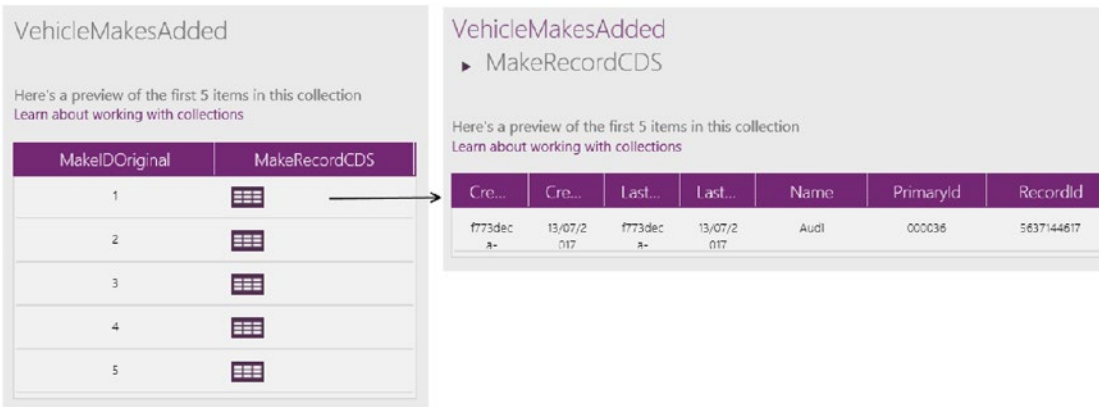 VehicleMakesAdded
Here's a preview of the first 5 items in this collection
Learn about working with collections
MakeIDOriginal MakeRecordCDS
1
2
3
4
5
VehicleMakesAdded
MakeRecordCDS
Here's a preview of the first 5 items in this collection
Learn about working with collections
Cre... Cre... Last... Last... Name PrimaryId RecordId
f773dec 13/07/2 f773dec 13/07/2 Audi 000036 5637144617
a- 017 a- 017